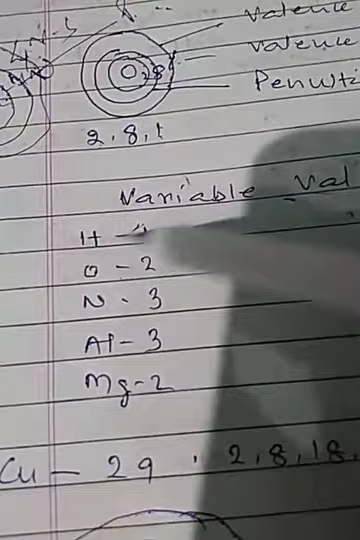 Valence
Valence
28
Penulti
2, 8, 1
Variable Val
H -
O - 2
N - 3
Al - 3
Mg - 2
Cu - 29 , 2, 8, 18,